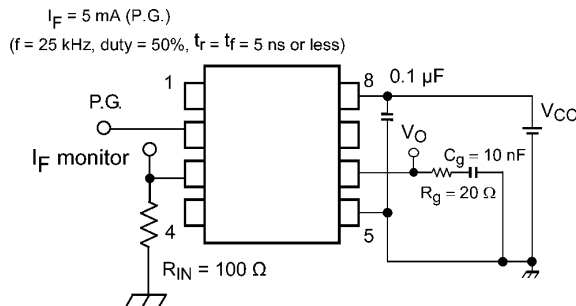 I_F = 5 mA (P.G.)
(f = 25 kHz, duty = 50%, t_r = t_f = 5 ns or less)
1
8
0.1 µF
P.G.
V_O
V_CC
C_g = 10 nF
I_F monitor
R_g = 20 Ω
4
5
R_IN = 100 Ω